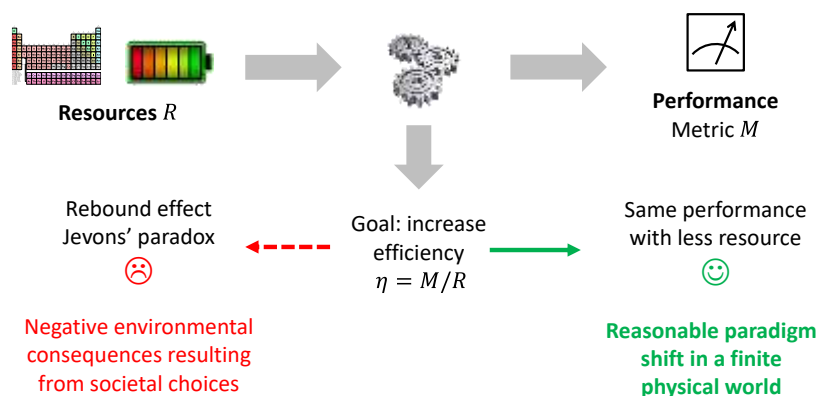 Resources R
Performance
Metric M
Rebound effect
Jevons’ paradox
Goal: increase
efficiency
η = M/R
Same performance
with less resource
Negative environmental
consequences resulting
from societal choices
Reasonable paradigm
shift in a finite
physical world